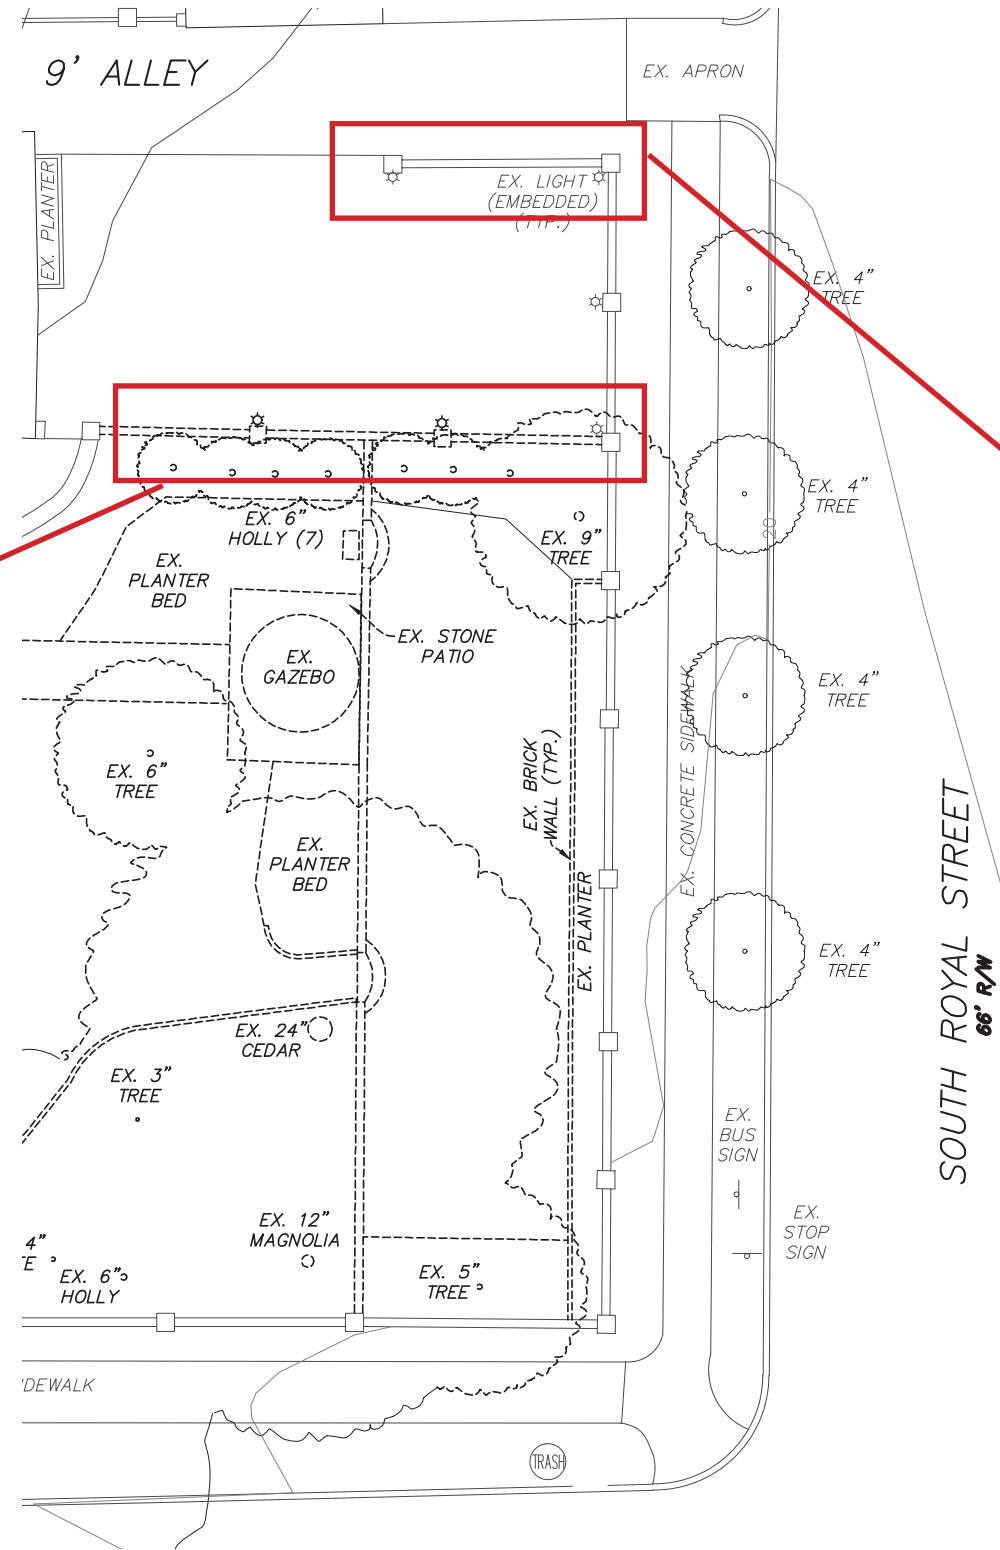 9' ALLEY
EX. APRON
EX. PLANTER
EX. LIGHT
(EMBEDDED)
(TYP.)
EX. 4"
TREE
EX. 4"
TREE
20
EX. 6"
HOLLY (7)
EX. 9"
TREE
EX.
PLANTER
BED
EX. STONE
PATIO
EX.
GAZEBO
EX. 4"
TREE
EX. CONCRETE SIDEWALK
EX. BRICK
WALL (TYP.)
EX. 6"
TREE
EX.
PLANTER
BED
EX. PLANTER
SOUTH ROYAL STREET
66' R/W
EX. 4"
TREE
EX. 24"
CEDAR
EX. 3"
TREE
EX.
BUS
SIGN
EX.
STOP
SIGN
EX. 12"
MAGNOLIA
4"
EX. 6"
HOLLY
EX. 5"
TREE
TRASH